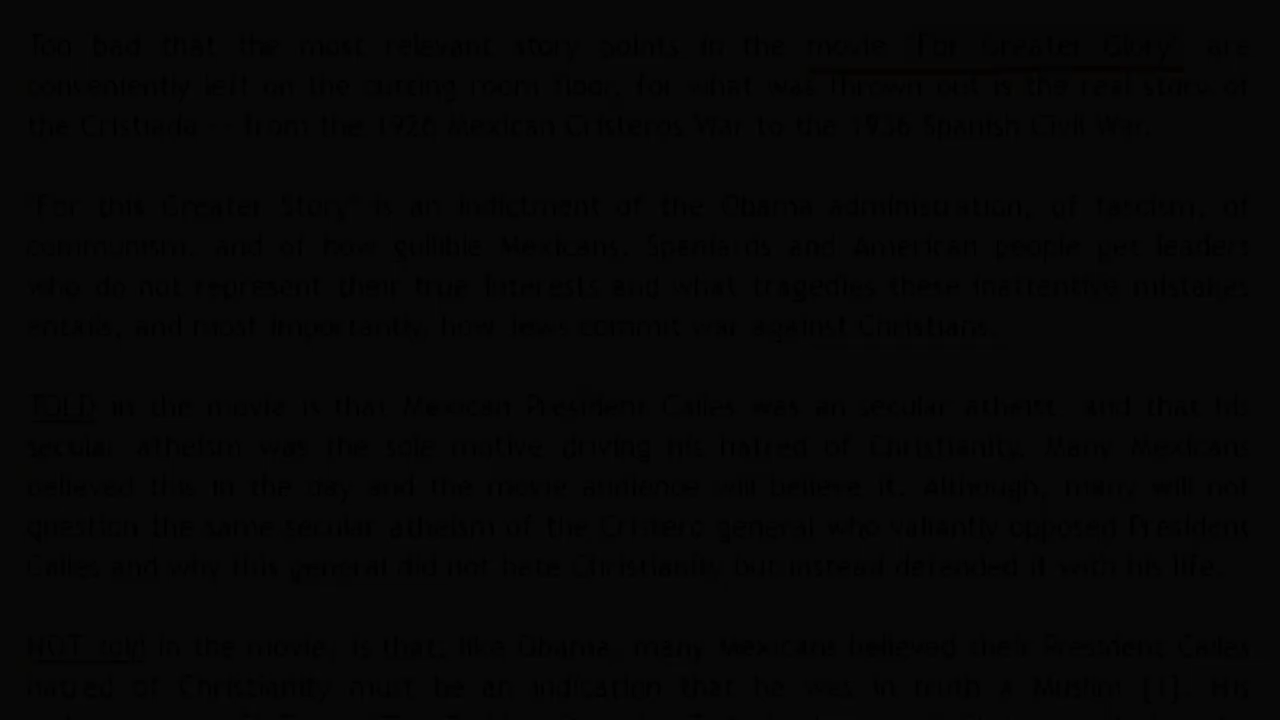 Too bad that the most relevant story points in the movie "For Greater Glory" are
conveniently left on the cutting room floor, for what was thrown out is the real story of
the Cristiada -- from the 1926 Mexican Cristeros War to the 1936 Spanish Civil War.
"For this Greater Story" is an indictment of the Obama administration, of fascism, of
communism, and of how gullible Mexicans, Spaniards and American people get leaders
who do not represent their true interests and what tragedies these inattentive mistakes
entails, and most importantly, how Jews commit war against Christians.
TOLD in the movie is that Mexican President Calles was an secular atheist, and that his
secular atheism was the sole motive driving his hatred of Christianity. Many Mexicans
believed this in the day and the movie audience will believe it. Although, many will not
question the same secular atheism of the Cristero general who valiantly opposed President
Calles and why this general did not hate Christianity but instead defended it with his life.
NOT told in the movie, is that, like Obama, many Mexicans believed their President Calles
hatred of Christianity must be an indication that he was in truth a Muslim [1]. His